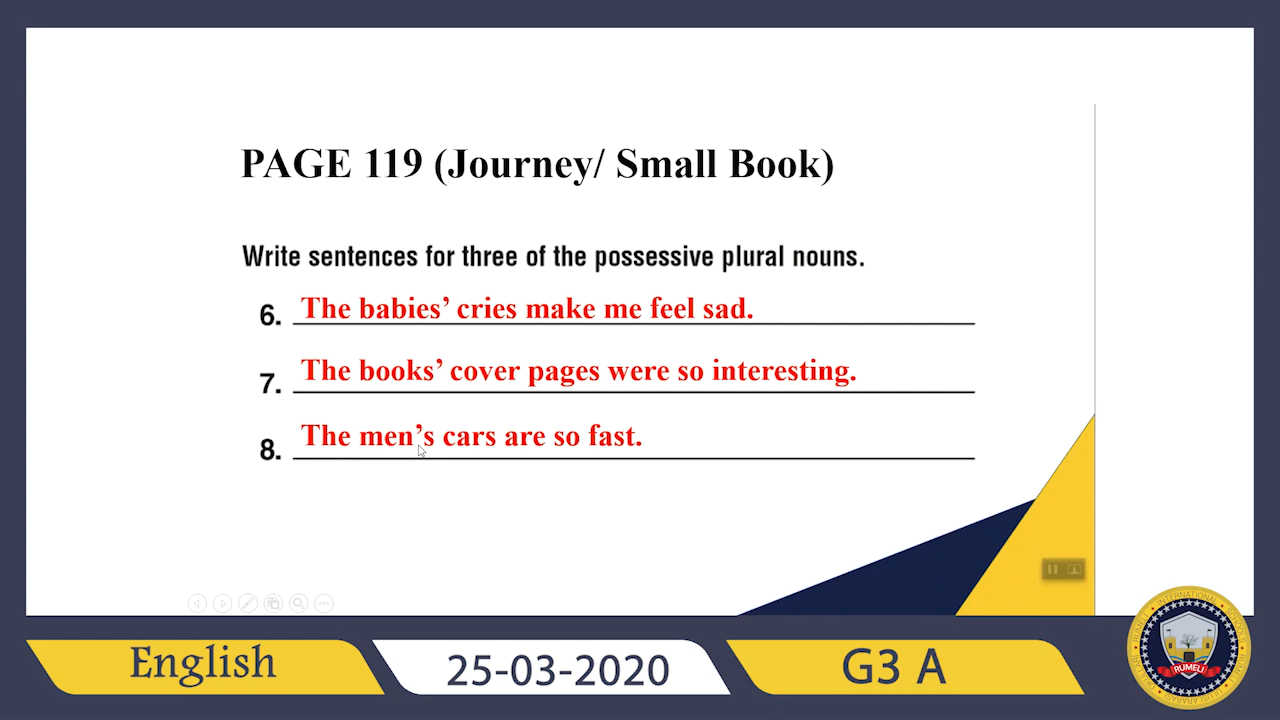 PAGE 119 (Journey/ Small Book)
Write sentences for three of the possessive plural nouns.
6. The babies’ cries make me feel sad.
7. The books’ cover pages were so interesting.
8. The men’s cars are so fast.
English
25-03-2020
G3 A
RUMELI